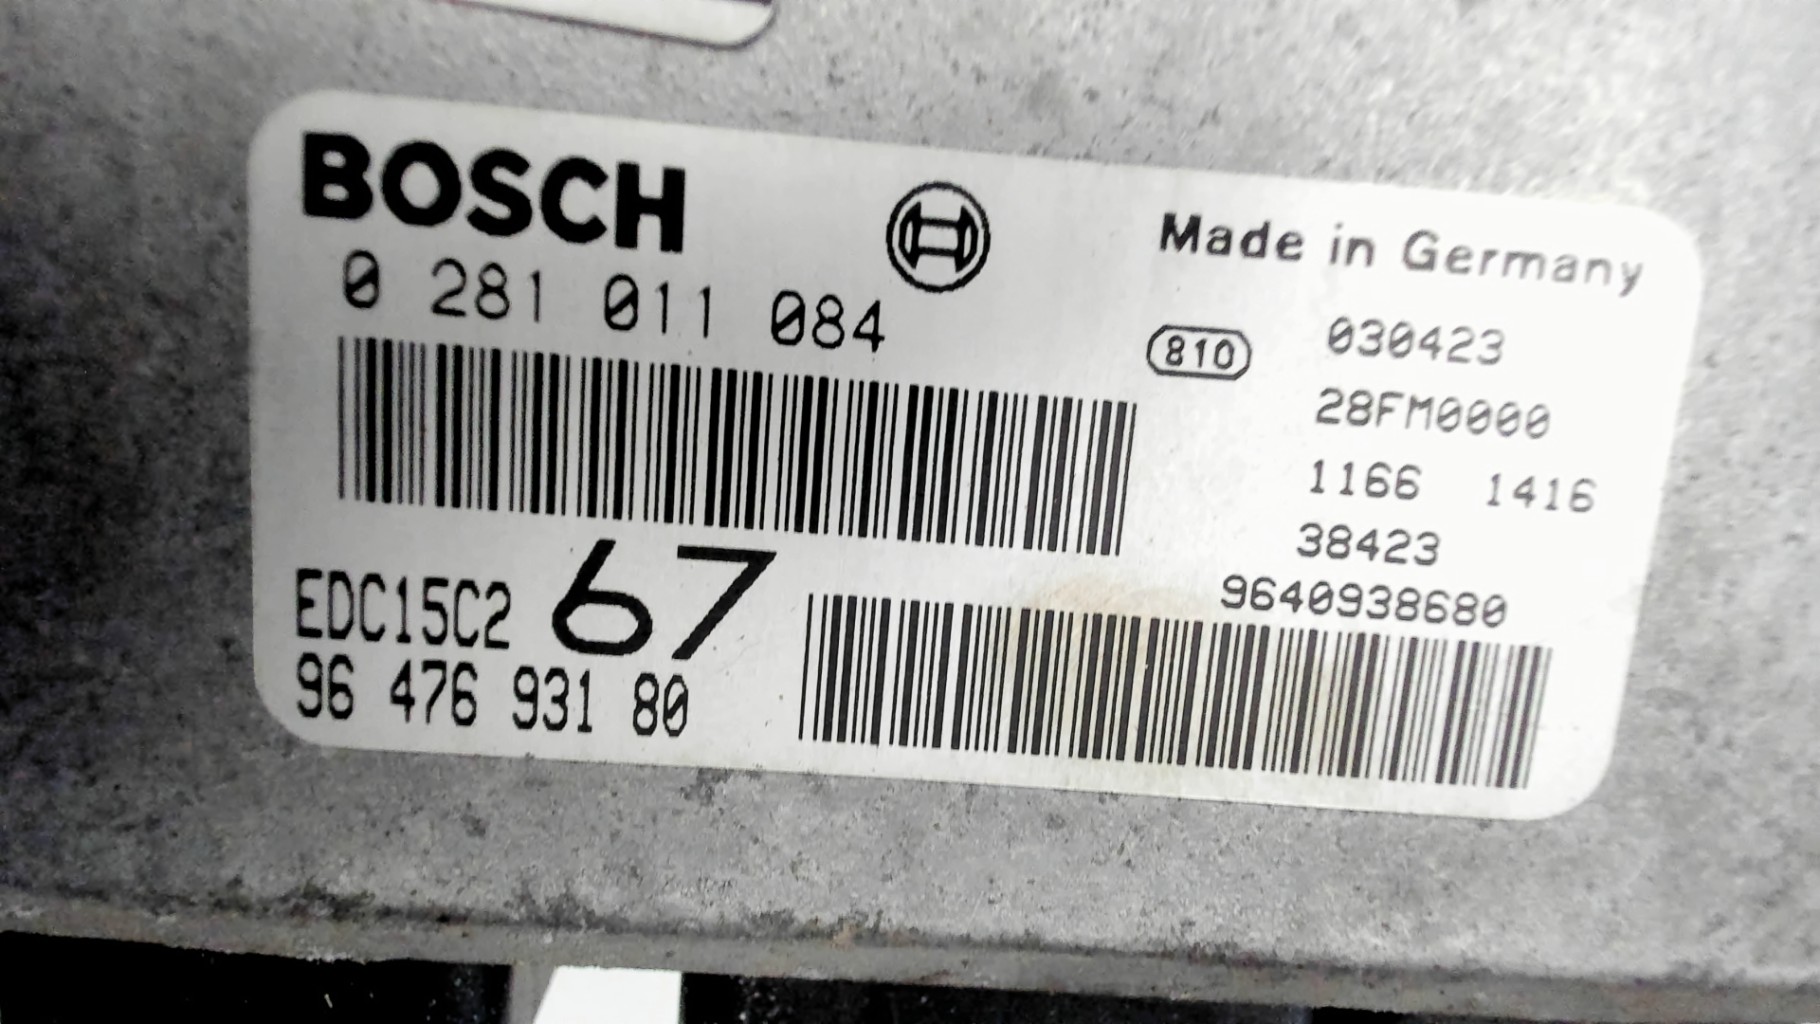 BOSCH
Made in Germany
0 281 011 084
810
030423
28FM0000
1166 1416
38423
9640938680
EDC15C2 67
96 476 931 80